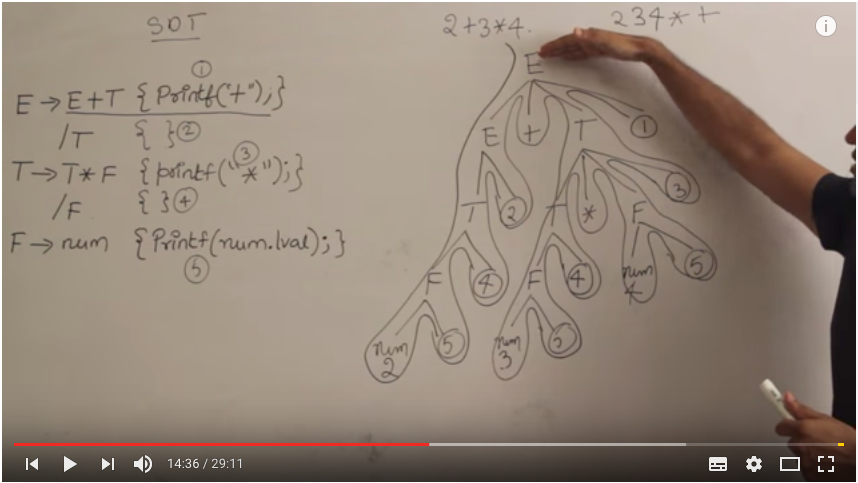 SDT
2+3*4.
234*+
①
E → E+T { Printf("+"); }
/T { } ②
③
T → T*F { printf("*"); }
/F { } ④
F → num { Printf(num.lval); }
⑤
E
E + T ①
T ② T * F ③
F ④ F ④ num 4 ⑤
num 2 ⑤ num 3 ⑤
14:36 / 29:11